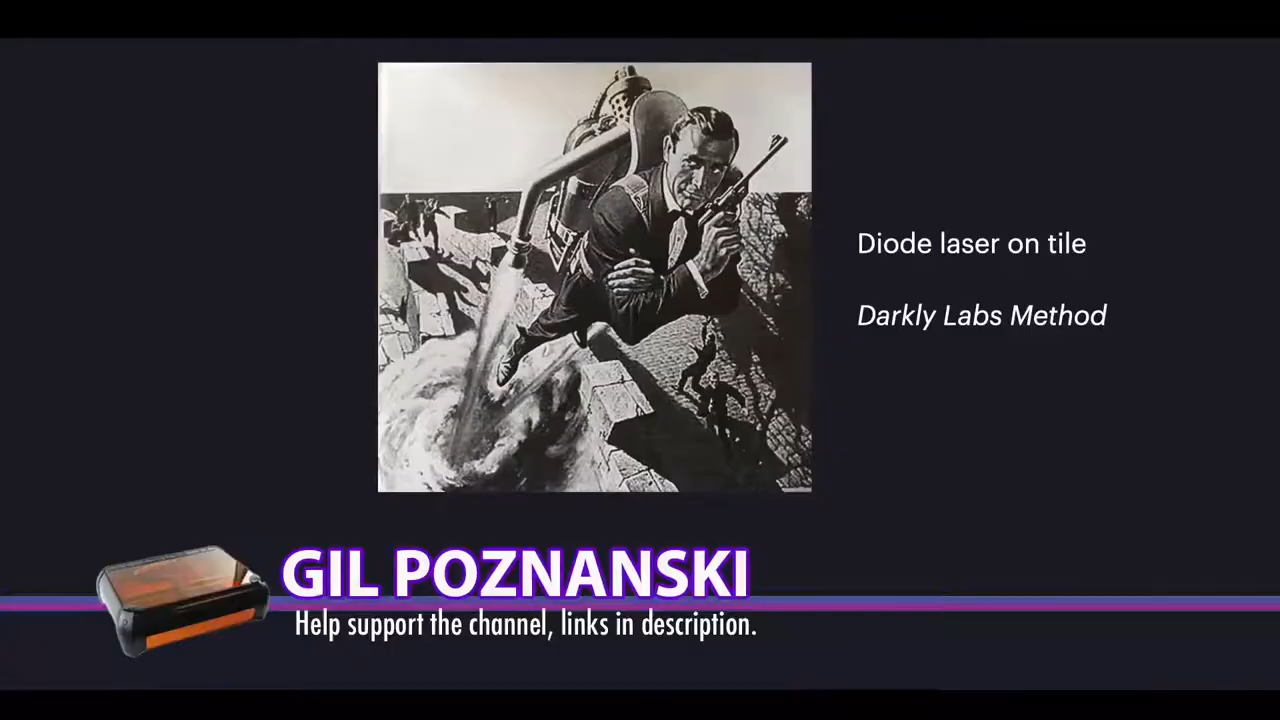 Diode laser on tile
Darkly Labs Method
GIL POZNANSKI
Help support the channel, links in description.